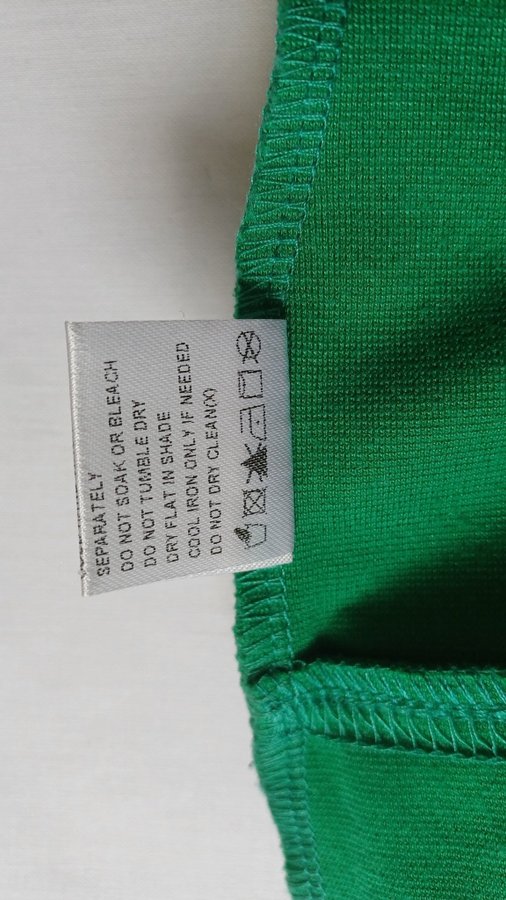 SEPARATELY
DO NOT SOAK OR BLEACH
DO NOT TUMBLE DRY
DRY FLAT IN SHADE
COOL IRON ONLY IF NEEDED
DO NOT DRY CLEAN(X)